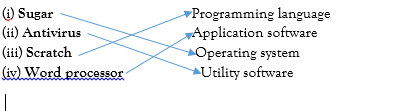 (i) Sugar Programming language
(ii) Antivirus Application software
(iii) Scratch Operating system
(iv) Word processor Utility software